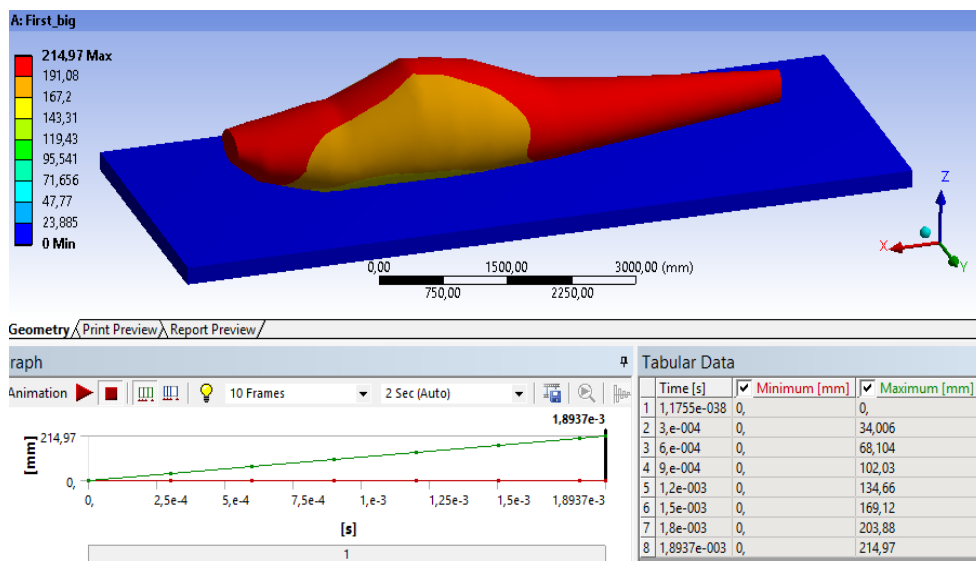 A: First_big
214,97 Max
191,08
167,2
143,31
119,43
95,541
71,656
47,77
23,885
0 Min
Z
X
Y
0,00 1500,00 3000,00 (mm)
750,00 2250,00
Geometry Print Preview Report Preview
raph
Animation 10 Frames 2 Sec (Auto)
1,8937e-3
214,97
[mm]
0,
0, 2,5e-4 5,e-4 7,5e-4 1,e-3 1,25e-3 1,5e-3 1,8937e-3
[s]
1
Tabular Data
Time [s] Minimum [mm] Maximum [mm]
1 1,1755e-038 0, 0,
2 3,e-004 0, 34,006
3 6,e-004 0, 68,104
4 9,e-004 0, 102,03
5 1,2e-003 0, 134,66
6 1,5e-003 0, 169,12
7 1,8e-003 0, 203,88
8 1,8937e-003 0, 214,97